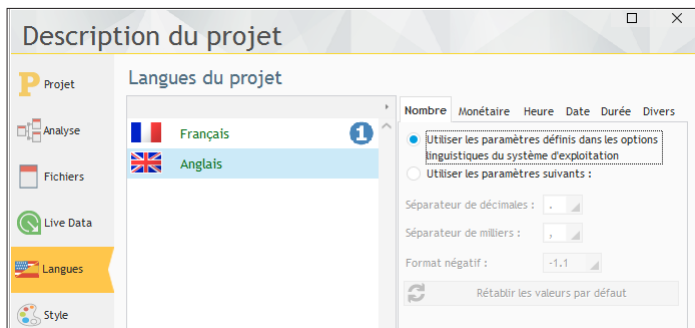 Description du projet
Projet
Analyse
Fichiers
Live Data
Langues
Style
Langues du projet
Français 1
Anglais
Nombre Monétaire Heure Date Durée Divers
Utiliser les paramètres définis dans les options
linguistiques du système d'exploitation
Utiliser les paramètres suivants :
Séparateur de décimales : .
Séparateur de milliers : ,
Format négatif : -1.1
Rétablir les valeurs par défaut